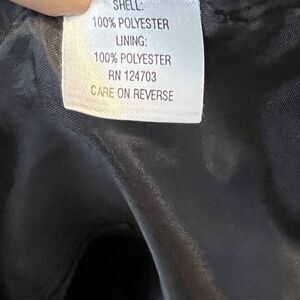 SHELL:
100% POLYESTER
LINING:
100% POLYESTER
RN 124703
CARE ON REVERSE